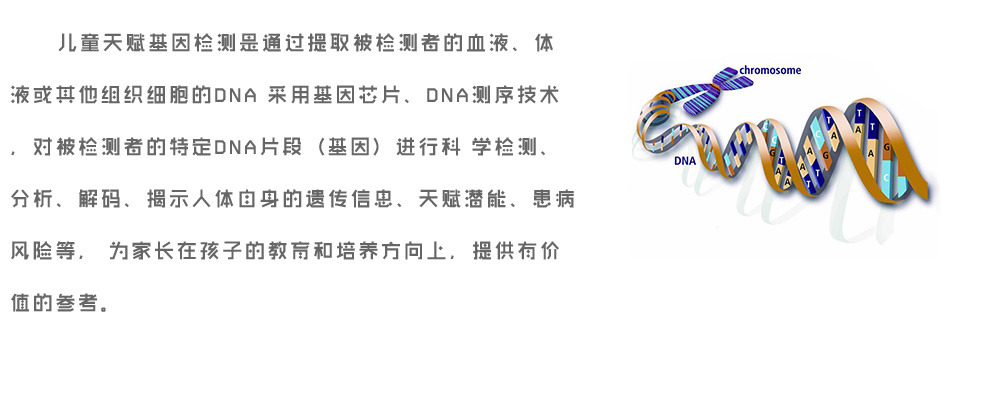 儿童天赋基因检测是通过提取被检测者的血液、体
液或其他组织细胞的DNA 采用基因芯片、DNA测序技术
，对被检测者的特定DNA片段（基因）进行科 学检测、
分析、解码、揭示人体自身的遗传信息、天赋潜能、患病
风险等， 为家长在孩子的教育和培养方向上，提供有价
值的参考。
chromosome
DNA